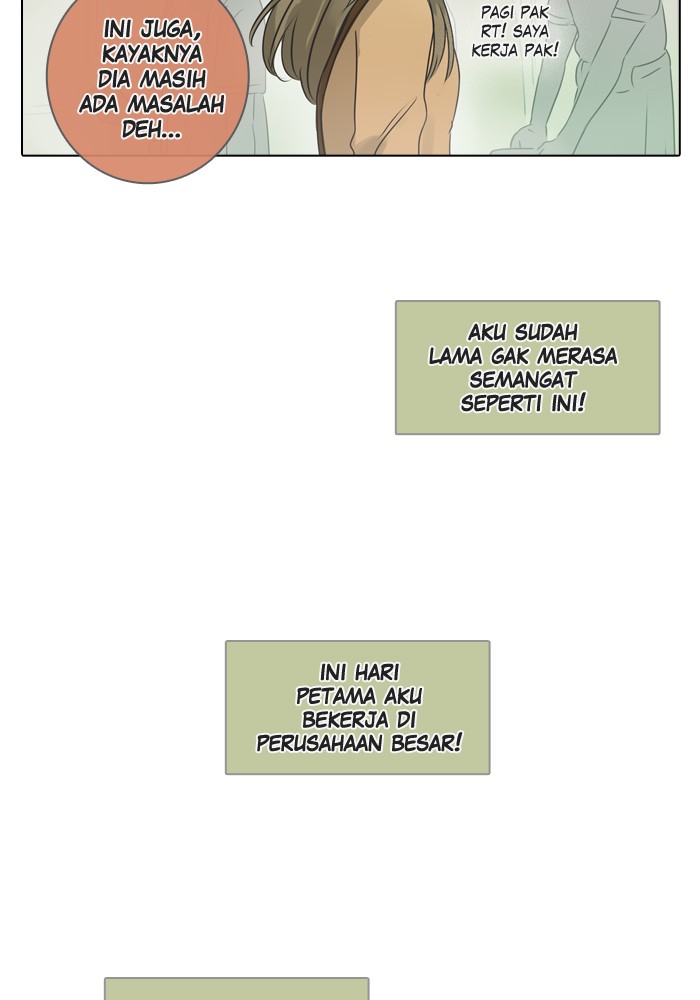 INI JUGA,
KAYAKNYA
DIA MASIH
ADA MASALAH
DEH...
PAGI PAK
RT! SAYA
KERJA PAK!
AKU SUDAH
LAMA GAK MERASA
SEMANGAT
SEPERTI INI!
INI HARI
PETAMA AKU
BEKERJA DI
PERUSAHAAN BESAR!